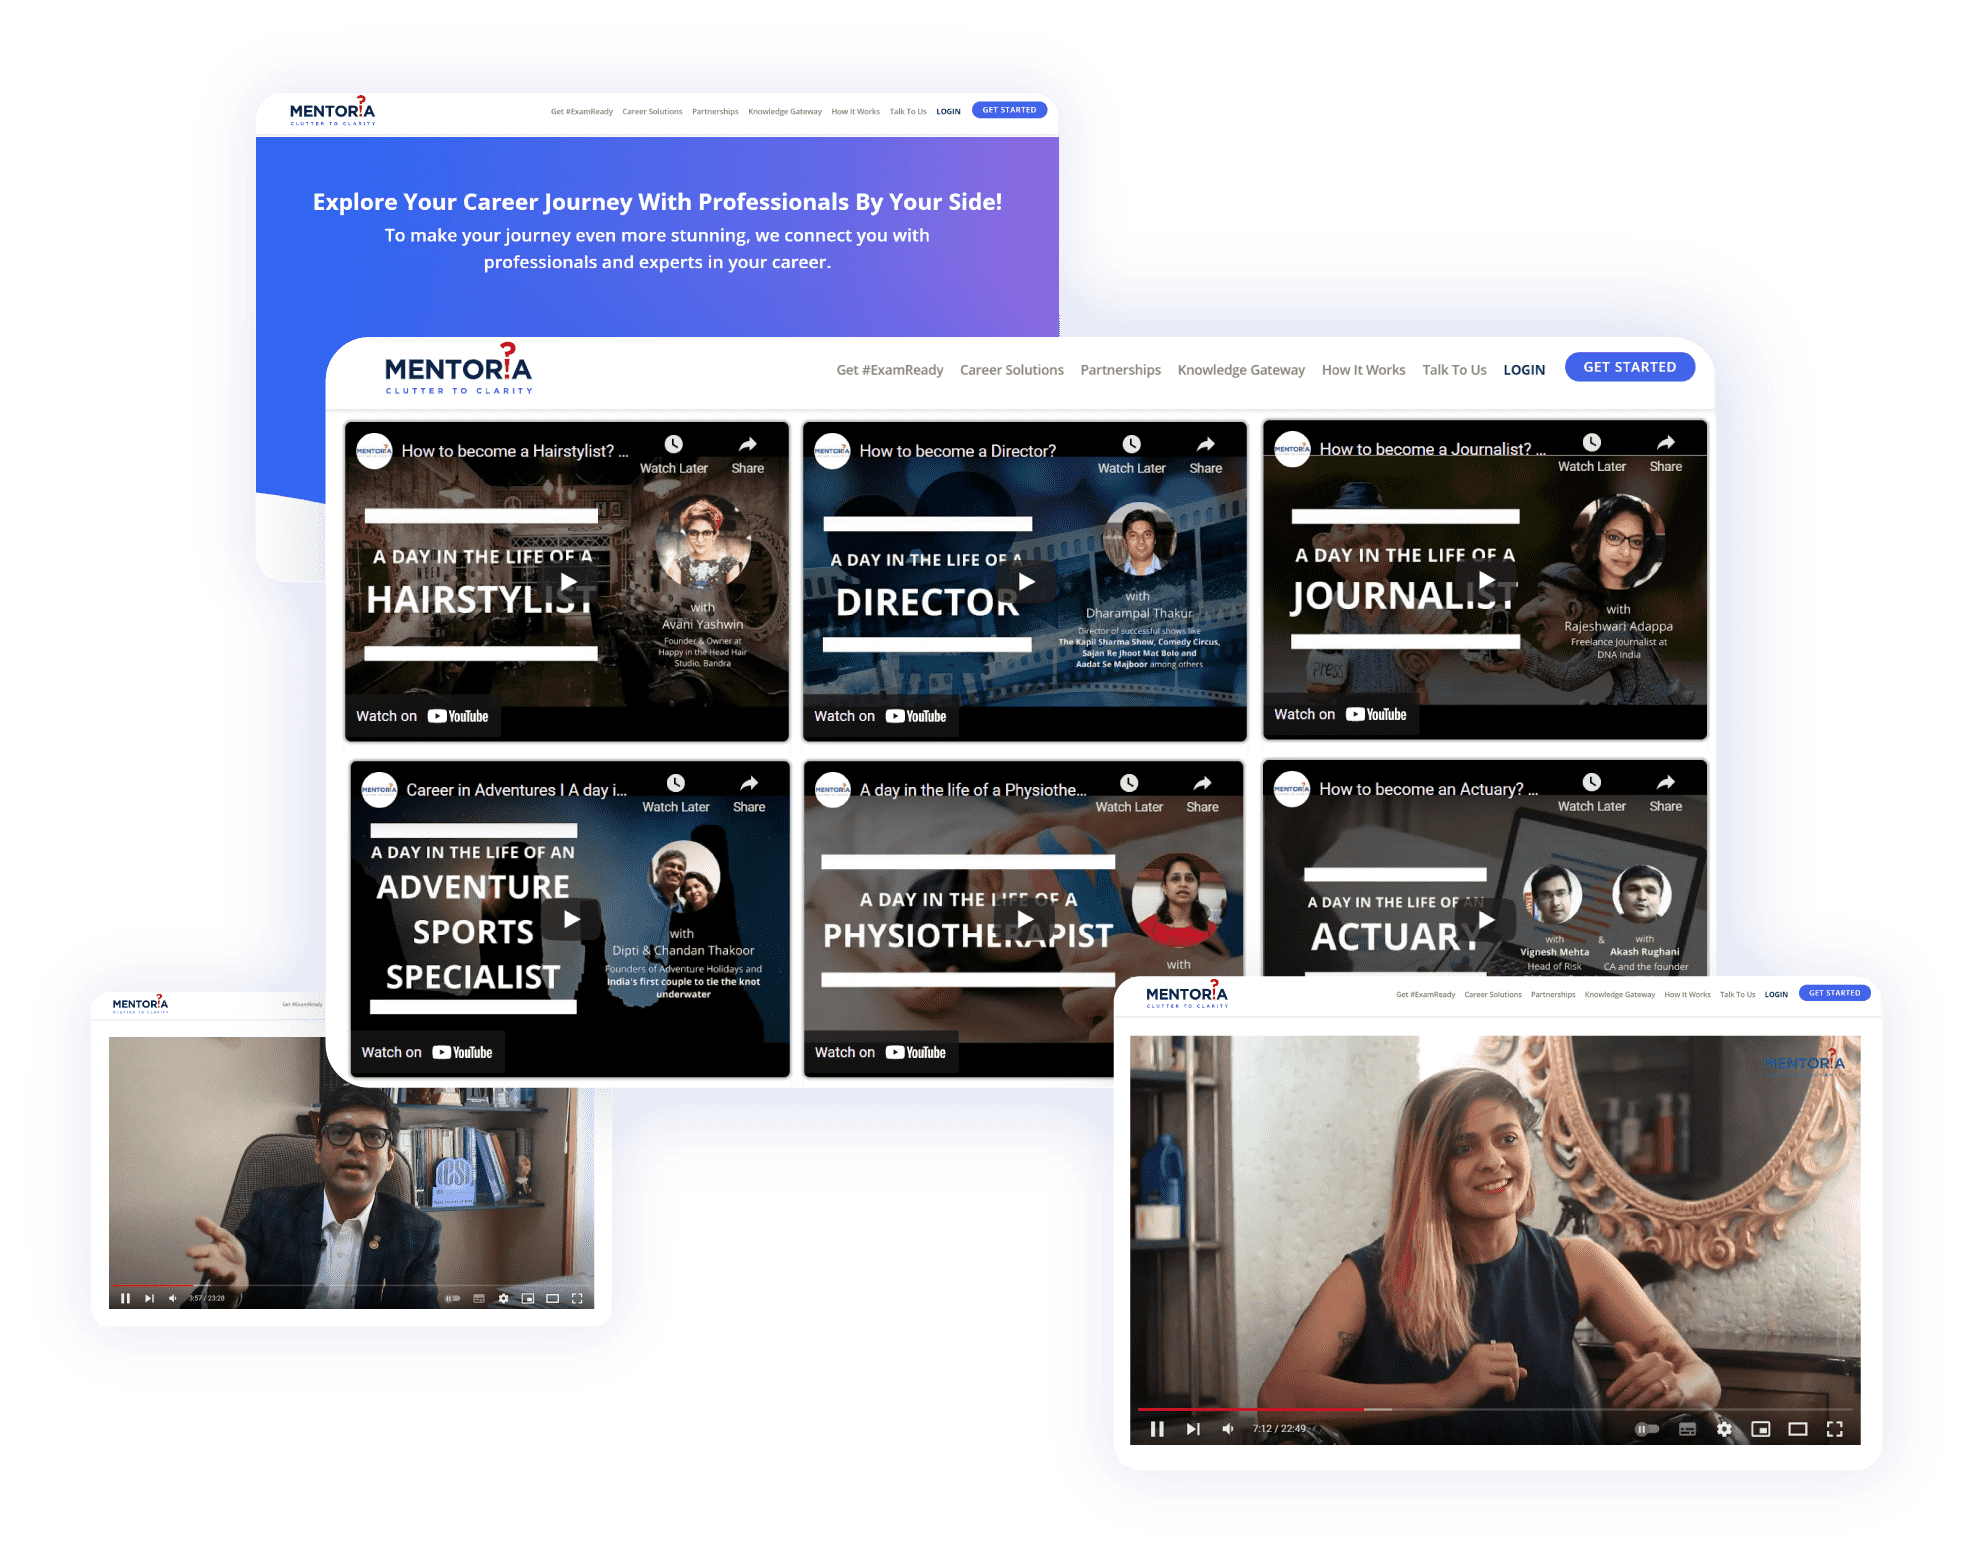 MENTOR!A
CLUTTER TO CLARITY
Get #ExamReady Career Solutions Partnerships Knowledge Gateway How It Works Talk To Us LOGIN GET STARTED
Explore Your Career Journey With Professionals By Your Side!
To make your journey even more stunning, we connect you with
professionals and experts in your career.
MENTOR!A
CLUTTER TO CLARITY
Get #ExamReady Career Solutions Partnerships Knowledge Gateway How It Works Talk To Us LOGIN GET STARTED
MENTORIA How to become a Hairstylist? ...
Watch Later Share
A DAY IN THE LIFE OF A
HAIRSTYLIST
with
Avani Yashwin
Founder & Owner at
Happy in the Head Hair
Studio, Bandra
Watch on YouTube
MENTORIA How to become a Director?
Watch Later Share
A DAY IN THE LIFE OF A
DIRECTOR
with
Dharampal Thakur
Director of successful shows like
The Kapil Sharma Show, Comedy Circus,
Sajan Re Jhoot Mat Bolo and
Aadat Se Majboor among others
Watch on YouTube
MENTORIA How to become a Journalist? ...
Watch Later Share
A DAY IN THE LIFE OF A
JOURNALIST
Press
with
Rajeshwari Adappa
Freelance Journalist at
DNA India
Watch on YouTube
MENTORIA Career in Adventures I A day i...
Watch Later Share
A DAY IN THE LIFE OF AN
ADVENTURE
SPORTS
SPECIALIST
with
Dipti & Chandan Thakoor
Founders of Adventure Holidays and
India's first couple to tie the knot
underwater
Watch on YouTube
MENTORIA A day in the life of a Physiothe...
Watch Later Share
A DAY IN THE LIFE OF A
PHYSIOTHERAPIST
with
Watch on YouTube
MENTORIA How to become an Actuary? ...
Watch Later Share
A DAY IN THE LIFE OF AN
ACTUARY
with & with
Vignesh Mehta Akash Rughani
Head of Risk CA and the founder
MENTOR!A
CLUTTER TO CLARITY
Get #ExamReady
ICSI
3:57 / 23:28
MENTOR!A
CLUTTER TO CLARITY
Get #ExamReady Career Solutions Partnerships Knowledge Gateway How It Works Talk To Us LOGIN GET STARTED
MENTOR!A
7:12 / 22:49